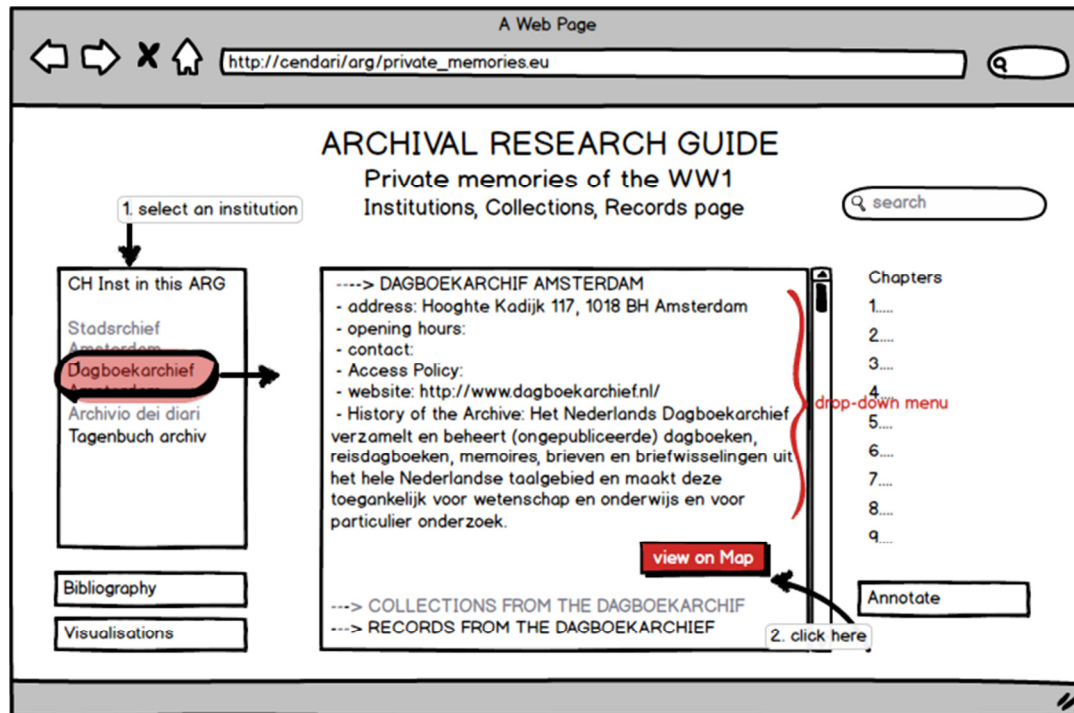 A Web Page
http://cendari/arg/private_memories.eu
ARCHIVAL RESEARCH GUIDE
Private memories of the WW1
Institutions, Collections, Records page
search
1. select an institution
CH Inst in this ARG
Stadsrchief
Amsterdam
Dagboekarchief
Amsterdam
Archivio dei diari
Tagenbuch archiv
Bibliography
Visualisations
----> DAGBOEKARCHIF AMSTERDAM
- address: Hooghte Kadijk 117, 1018 BH Amsterdam
- opening hours:
- contact:
- Access Policy:
- website: http://www.dagboekarchief.nl/
- History of the Archive: Het Nederlands Dagboekarchief
verzamelt en beheert (ongepubliceerde) dagboeken,
reisdagboeken, memoires, brieven en briefwisselingen uit
het hele Nederlandse taalgebied en maakt deze
toegankelijk voor wetenschap en onderwijs en voor
particulier onderzoek.
view on Map
---> COLLECTIONS FROM THE DAGBOEKARCHIF
---> RECORDS FROM THE DAGBOEKARCHIEF
2. click here
drop-down menu
Chapters
1.....
2....
3....
4....
5....
6....
7....
8....
9....
Annotate